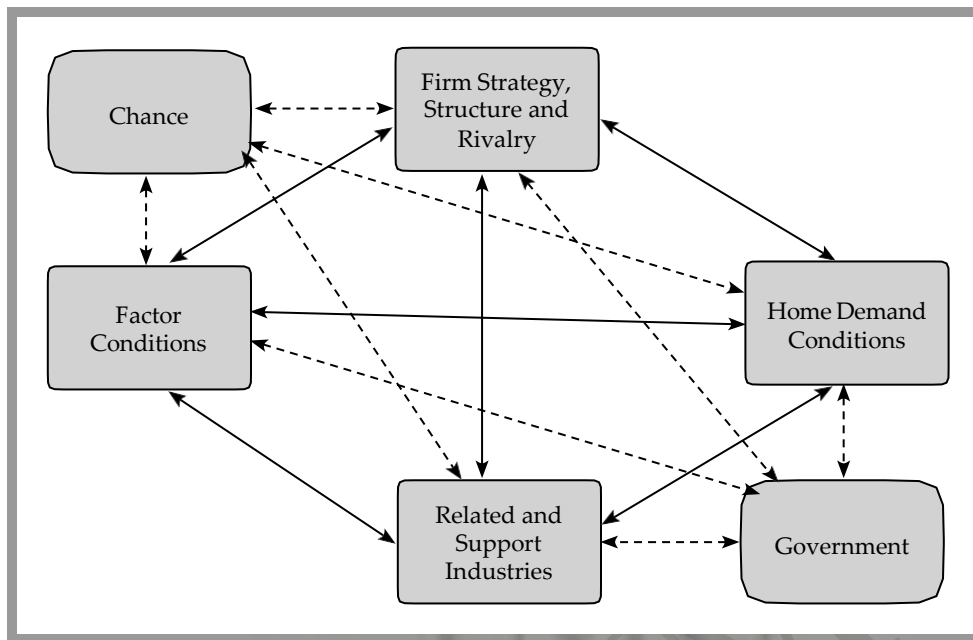 Chance
Firm Strategy,
Structure and
Rivalry
Factor
Conditions
Home Demand
Conditions
Related and
Support
Industries
Government